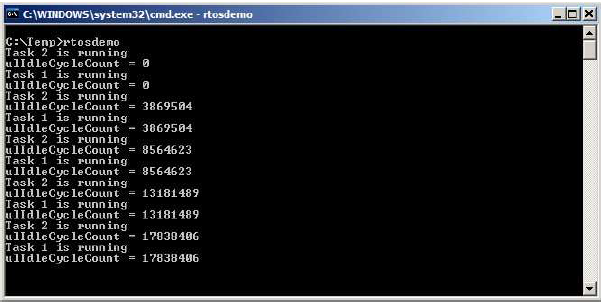 C:\WINDOWS\system32\cmd.exe - rtosdemo
C:\Temp>rtosdemo
Task 2 is running
ulIdleCycleCount = 0
Task 1 is running
ulIdleCycleCount = 0
Task 2 is running
ulIdleCycleCount = 3869504
Task 1 is running
ulIdleCycleCount = 3869504
Task 2 is running
ulIdleCycleCount = 8564623
Task 1 is running
ulIdleCycleCount = 8564623
Task 2 is running
ulIdleCycleCount = 13181489
Task 1 is running
ulIdleCycleCount = 13181489
Task 2 is running
ulIdleCycleCount = 17838406
Task 1 is running
ulIdleCycleCount = 17838406